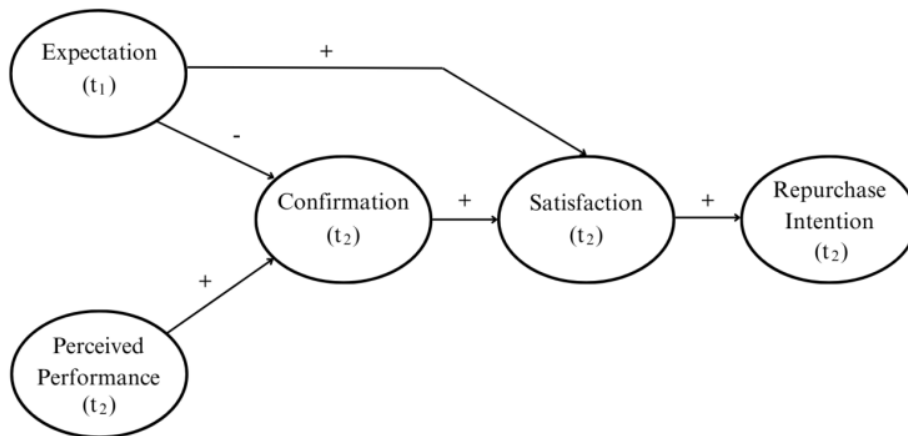 Expectation
(t₁)
+
-
Confirmation
(t₂)
+
Satisfaction
(t₂)
+
Repurchase
Intention
(t₂)
+
Perceived
Performance
(t₂)